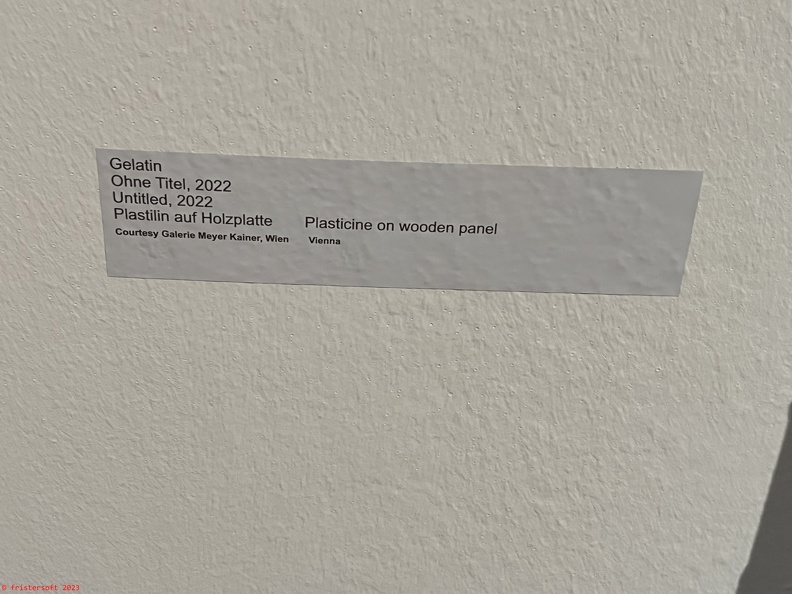 Gelatin
Ohne Titel, 2022
Untitled, 2022
Plastilin auf Holzplatte Plasticine on wooden panel
Courtesy Galerie Meyer Kainer, Wien Vienna
© fristersoft 2023